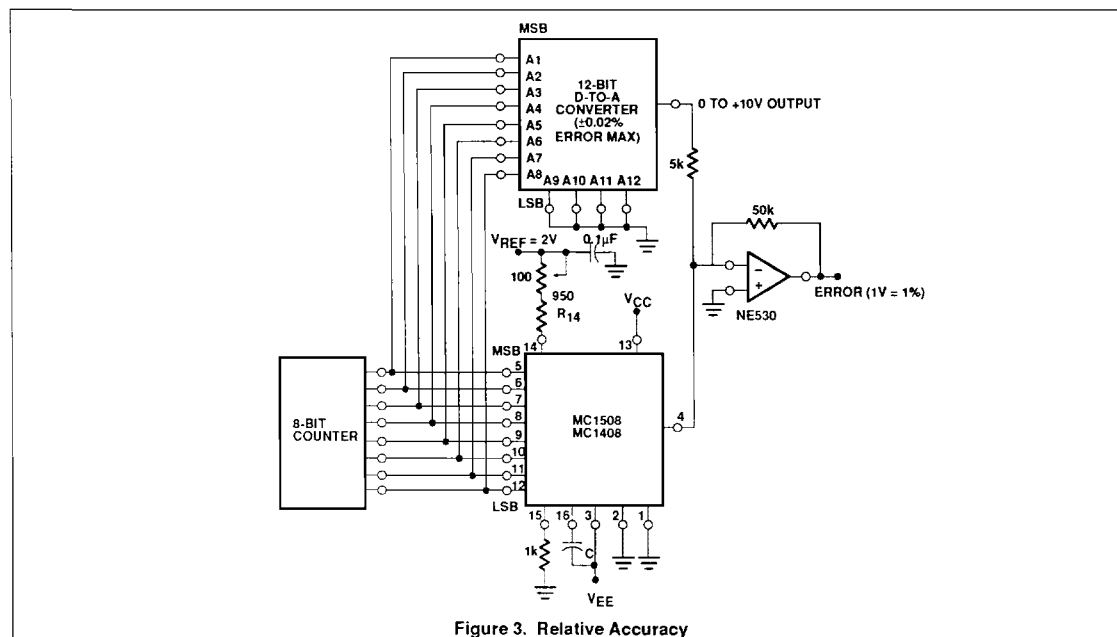 MSB
A1
A2
A3
A4
A5
A6
A7
A8
12-BIT
D-TO-A
CONVERTER
(±0.02%
ERROR MAX)
0 TO +10V OUTPUT
A9 A10 A11 A12
LSB
5k
50k
VREF = 2V
0.1µF
100
950
R14
VCC
−
+
NE530
ERROR (1V = 1%)
14
13
MSB
5
6
7
8
9
10
11
12
LSB
8-BIT
COUNTER
MC1508
MC1408
4
15 16 3 2 1
1k
C
VEE
Figure 3. Relative Accuracy